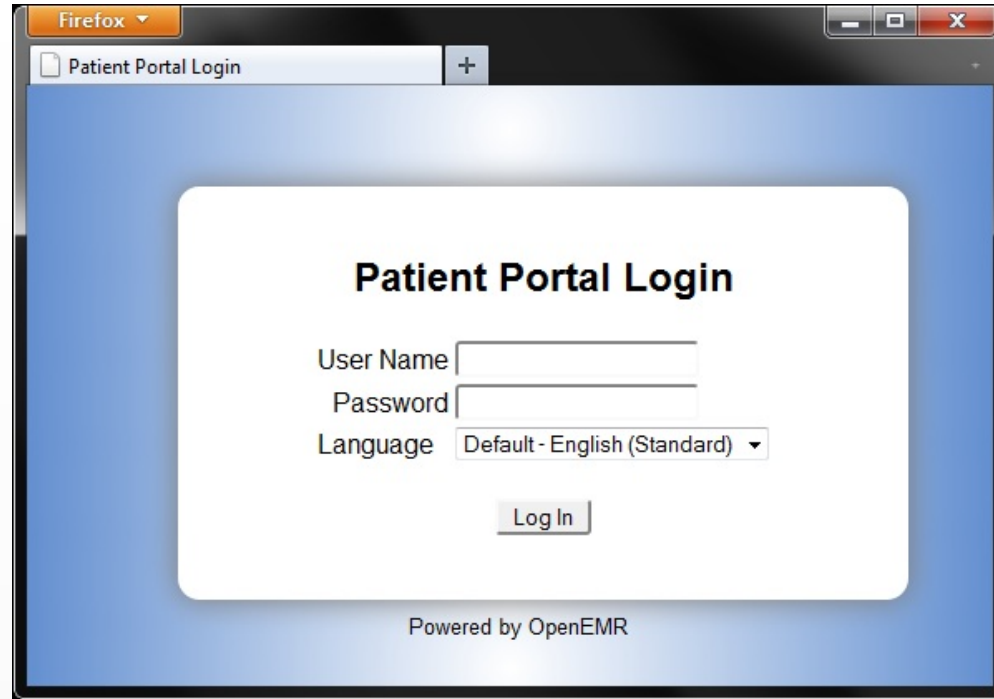 Firefox
Patient Portal Login
Patient Portal Login
User Name
Password
Language Default - English (Standard)
Log In
Powered by OpenEMR